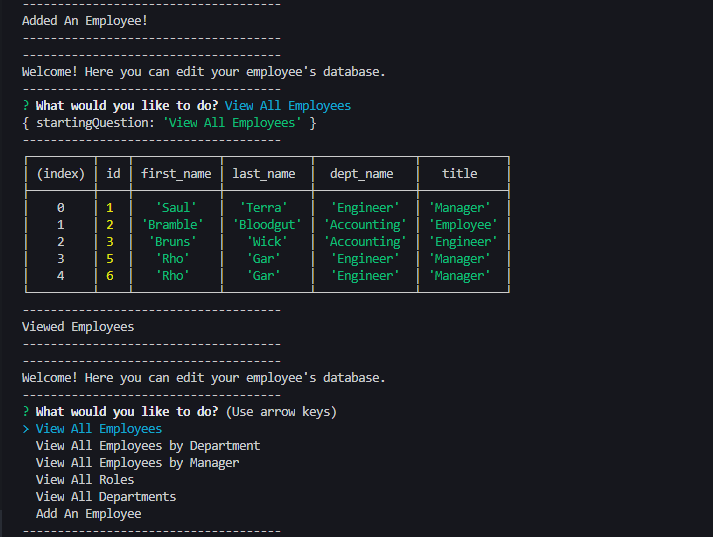 ------------------------------------
Added An Employee!
------------------------------------
------------------------------------
Welcome! Here you can edit your employee's database.
------------------------------------
? What would you like to do? View All Employees
{ startingQuestion: 'View All Employees' }
------------------------------------
(index) id first_name last_name dept_name title
0 1 'Saul' 'Terra' 'Engineer' 'Manager'
1 2 'Bramble' 'Bloodgut' 'Accounting' 'Employee'
2 3 'Bruns' 'Wick' 'Accounting' 'Engineer'
3 5 'Rho' 'Gar' 'Engineer' 'Manager'
4 6 'Rho' 'Gar' 'Engineer' 'Manager'
------------------------------------
Viewed Employees
------------------------------------
------------------------------------
Welcome! Here you can edit your employee's database.
------------------------------------
? What would you like to do? (Use arrow keys)
> View All Employees
View All Employees by Department
View All Employees by Manager
View All Roles
View All Departments
Add An Employee
------------------------------------